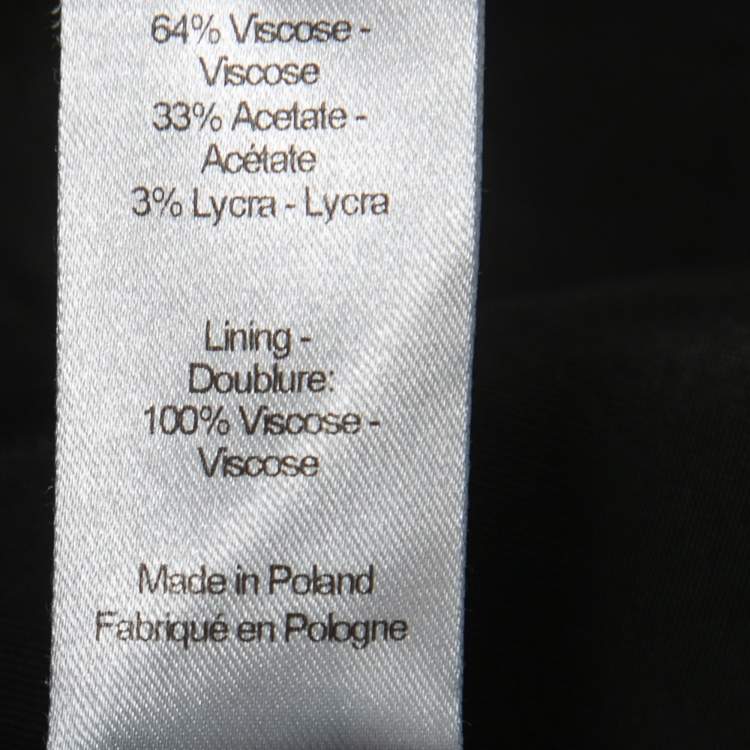 64% Viscose -
Viscose
33% Acetate -
Acétate
3% Lycra - Lycra
Lining -
Doublure:
100% Viscose -
Viscose
Made in Poland
Fabriqué en Pologne